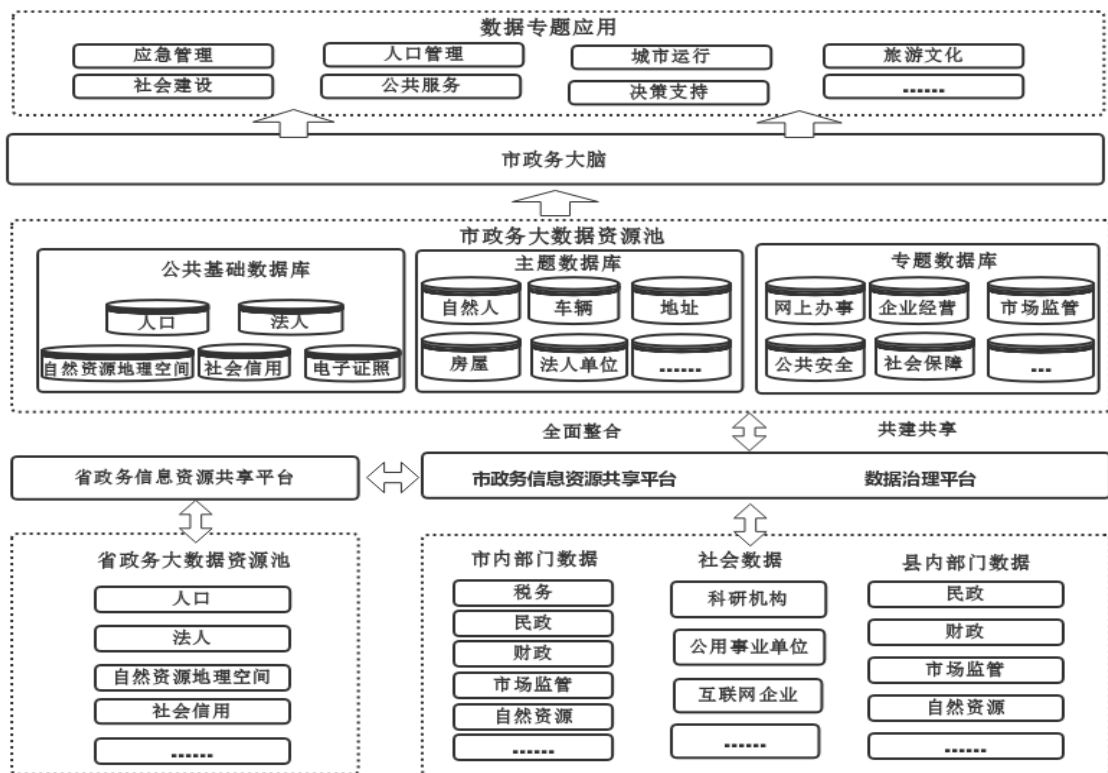 数据专题应用
应急管理 人口管理 城市运行 旅游文化
社会建设 公共服务 决策支持 ......
市政务大脑
市政务大数据资源池
公共基础数据库
人口 法人
自然资源地理空间 社会信用 电子证照
主题数据库
自然人 车辆 地址
房屋 法人单位 ......
专题数据库
网上办事 企业经营 市场监管
公共安全 社会保障 ...
全面整合 共建共享
省政务信息资源共享平台
市政务信息资源共享平台 数据治理平台
省政务大数据资源池
人口
法人
自然资源地理空间
社会信用
......
市内部门数据
税务
民政
财政
市场监管
自然资源
......
社会数据
科研机构
公用事业单位
互联网企业
......
县内部门数据
民政
财政
市场监管
自然资源
......